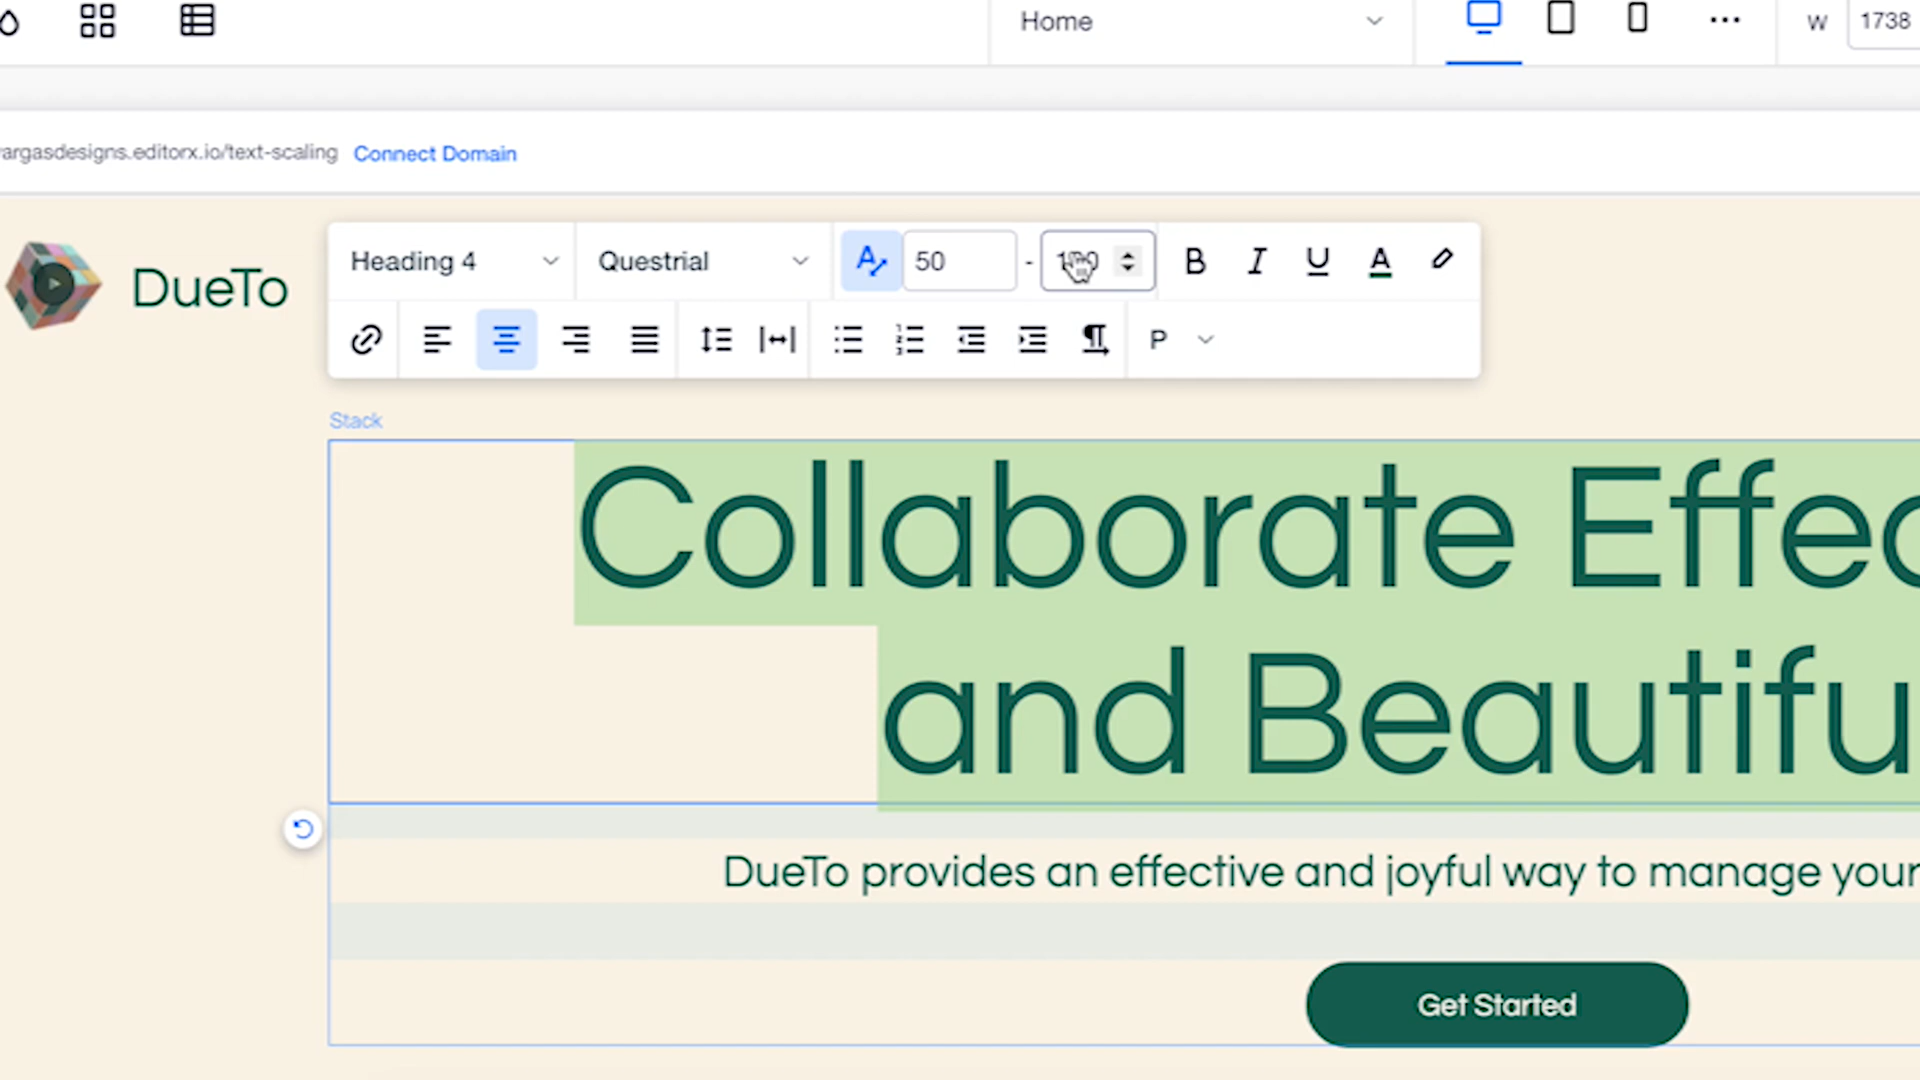 Home
W 1738
argasdesigns.editorx.io/text-scaling Connect Domain
DueTo
Heading 4 Questrial 50 - B I U A
P
Stack
Collaborate Effec
and Beautifu
DueTo provides an effective and joyful way to manage your
Get Started